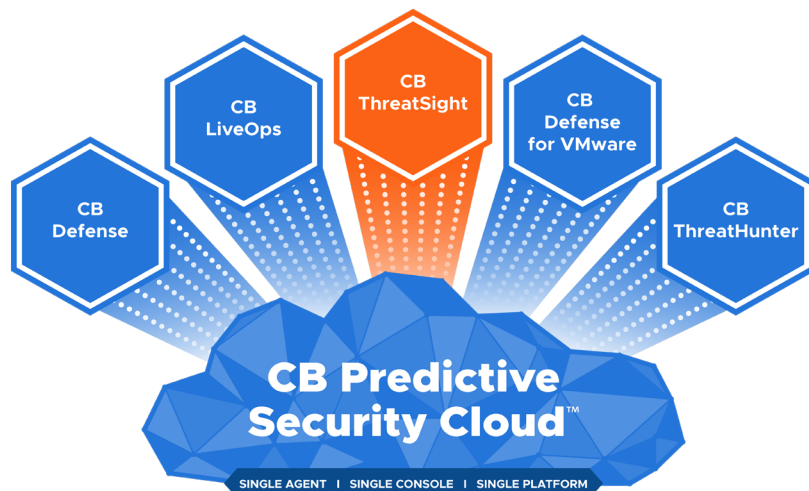 CB
ThreatSight
CB
LiveOps
CB
Defense
for VMware
CB
Defense
CB
ThreatHunter
CB Predictive
Security Cloud™
SINGLE AGENT | SINGLE CONSOLE | SINGLE PLATFORM